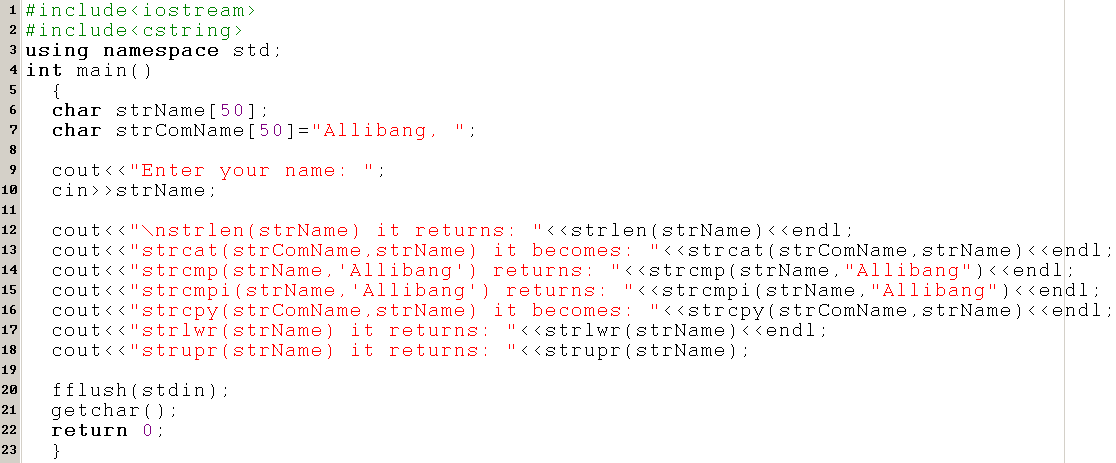 1 #include<iostream>
2 #include<cstring>
3 using namespace std;
4 int main()
5 {
6 char strName[50];
7 char strComName[50]="Allibang, ";
8
9 cout<<"Enter your name: ";
10 cin>>strName;
11
12 cout<<"\nstrlen(strName) it returns: "<<strlen(strName)<<endl;
13 cout<<"strcat(strComName,strName) it becomes: "<<strcat(strComName,strName)<<endl;
14 cout<<"strcmp(strName,'Allibang') returns: "<<strcmp(strName,"Allibang")<<endl;
15 cout<<"strcmpi(strName,'Allibang') returns: "<<strcmpi(strName,"Allibang")<<endl;
16 cout<<"strcpy(strComName,strName) it becomes: "<<strcpy(strComName,strName)<<endl;
17 cout<<"strlwr(strName) it returns: "<<strlwr(strName)<<endl;
18 cout<<"strupr(strName) it returns: "<<strupr(strName);
19
20 fflush(stdin);
21 getchar();
22 return 0;
23 }